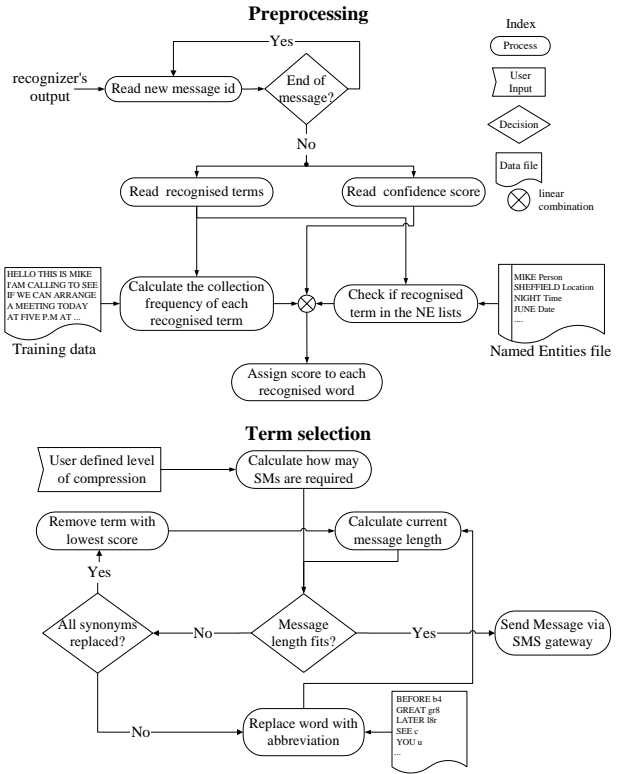 Preprocessing
Index
Process
User
Input
Decision
Data file
linear
combination
Yes
recognizer's
output
Read new message id
End of
message?
No
Read recognised terms
Read confidence score
HELLO THIS IS MIKE
I'AM CALLING TO SEE
IF WE CAN ARRANGE
A MEETING TODAY
AT FIVE P.M AT ...
Training data
Calculate the collection
frequency of each
recognised term
Check if recognised
term in the NE lists
MIKE Person
SHEFFIELD Location
NIGHT Time
JUNE Date
....
Named Entities file
Assign score to each
recognised word
Term selection
User defined level
of compression
Calculate how may
SMs are required
Remove term with
lowest score
Calculate current
message length
Yes
All synonyms
replaced?
No
Message
length fits?
Yes
Send Message via
SMS gateway
No
Replace word with
abbreviation
BEFORE b4
GREAT gr8
LATER l8r
SEE c
YOU u
...